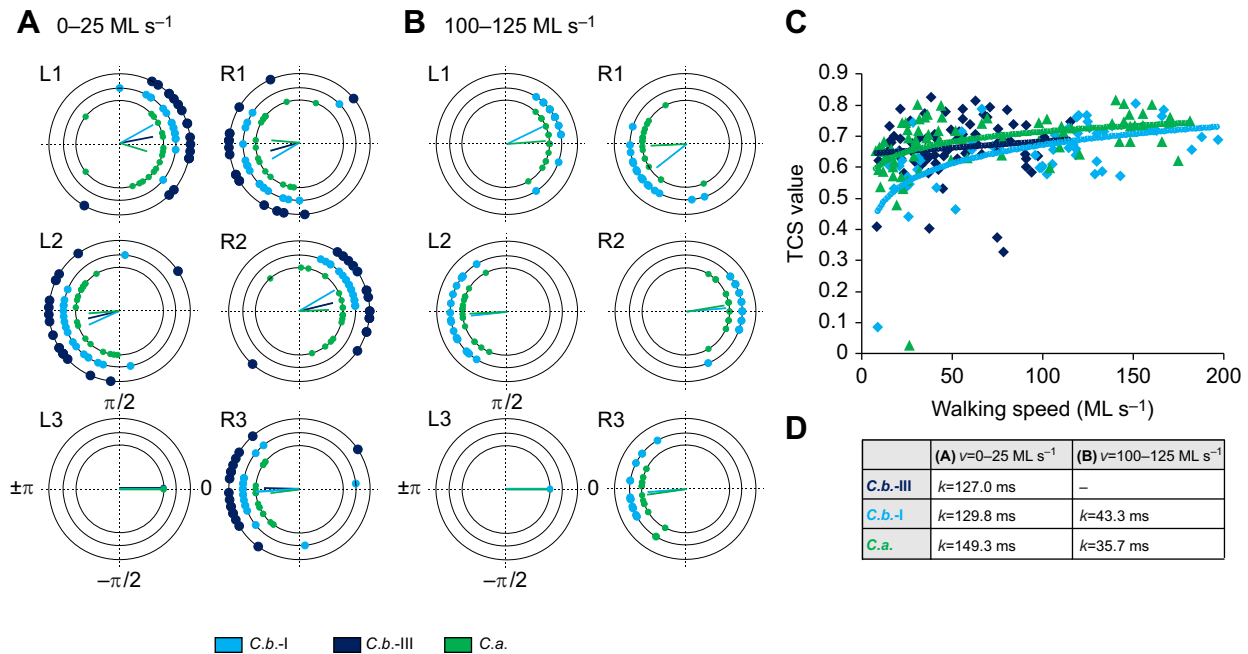 A 0–25 ML s⁻¹
L1 R1
L2 R2
π/2
L3 R3
±π 0
–π/2
B 100–125 ML s⁻¹
L1 R1
L2 R2
π/2
L3 R3
±π 0
–π/2
C.b.-I C.b.-III C.a.
C
TCS value
0.9
0.8
0.7
0.6
0.5
0.4
0.3
0.2
0.1
0
0 50 100 150 200
Walking speed (ML s⁻¹)
D
(A) v=0–25 ML s⁻¹ (B) v=100–125 ML s⁻¹
C.b.-III k=127.0 ms –
C.b.-I k=129.8 ms k=43.3 ms
C.a. k=149.3 ms k=35.7 ms